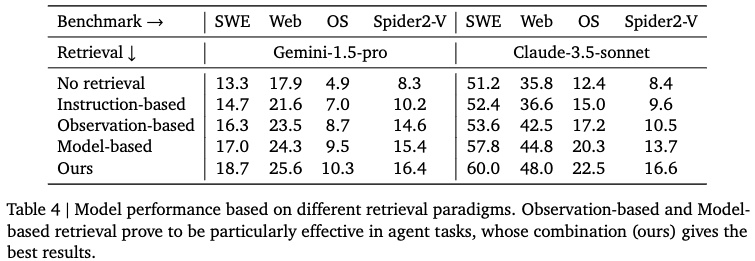 Benchmark → SWE Web OS Spider2-V SWE Web OS Spider2-V
Retrieval ↓ Gemini-1.5-pro Claude-3.5-sonnet
No retrieval 13.3 17.9 4.9 8.3 51.2 35.8 12.4 8.4
Instruction-based 14.7 21.6 7.0 10.2 52.4 36.6 15.0 9.6
Observation-based 16.3 23.5 8.7 14.6 53.6 42.5 17.2 10.5
Model-based 17.0 24.3 9.5 15.4 57.8 44.8 20.3 13.7
Ours 18.7 25.6 10.3 16.4 60.0 48.0 22.5 16.6
Table 4 | Model performance based on different retrieval paradigms. Observation-based and Model-
based retrieval prove to be particularly effective in agent tasks, whose combination (ours) gives the
best results.